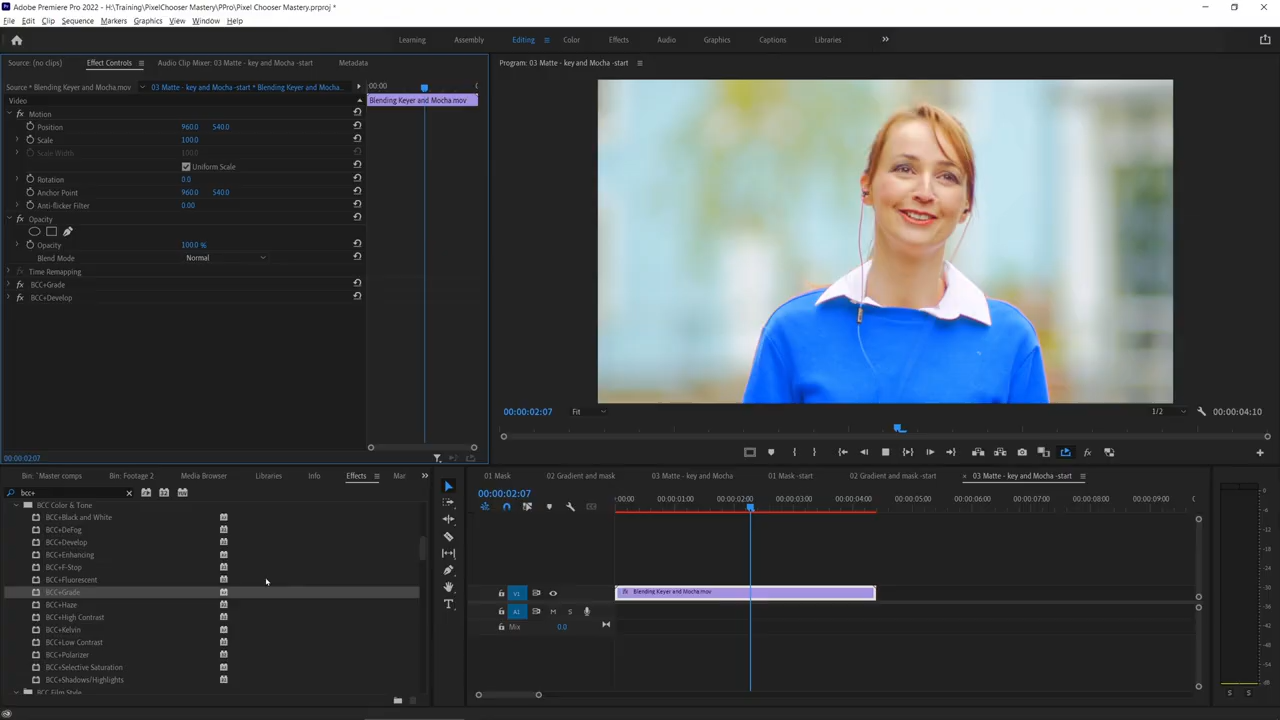 Adobe Premiere Pro 2022 - H:\Training\PixelChooser Mastery\PPro\Pixel Chooser Mastery.prproj *
File Edit Clip Sequence Markers Graphics View Window Help
Learning Assembly Editing Color Effects Audio Graphics Captions Libraries
Source: (no clips) Effect Controls Audio Clip Mixer: 03 Matte - key and Mocha -start Metadata
Program: 03 Matte - key and Mocha -start
Source * Blending Keyer and Mocha.mov 03 Matte - key and Mocha -start * Blending Keyer and Mocha... :00:00
Video Blending Keyer and Mocha.mov
fx Motion
Position 960.0 540.0
Scale 100.0
Scale Width 100.0
Uniform Scale
Rotation 0.0
Anchor Point 960.0 540.0
Anti-flicker Filter 0.00
fx Opacity
Opacity 100.0 %
Blend Mode Normal
Time Remapping
fx BCC+Grade
fx BCC+Develop
00:00:02:07 Fit 1/2 00:00:04:10
00:00:02:07
Bin: `Master comps Bin: Footage 2 Media Browser Libraries Info Effects Mar
bcc+
BCC Color & Tone
BCC+Black and White
BCC+DeFog
BCC+Develop
BCC+Enhancing
BCC+F-Stop
BCC+Fluorescent
BCC+Grade
BCC+Haze
BCC+High Contrast
BCC+Kelvin
BCC+Low Contrast
BCC+Polarizer
BCC+Selective Saturation
BCC+Shadows/Highlights
BCC Film Style
01 Mask 02 Gradient and mask 03 Matte - key and Mocha 01 Mask -start 02 Gradient and mask -start × 03 Matte - key and Mocha -start
00:00:02:07
:00:00 00:00:01:00 00:00:02:00 00:00:03:00 00:00:04:00 00:00:05:00 00:00:06:00 00:00:07:00 00:00:08:00 00:00:09:00
V1 fx Blending Keyer and Mocha.mov
A1 M S
Mix 0.0
S S